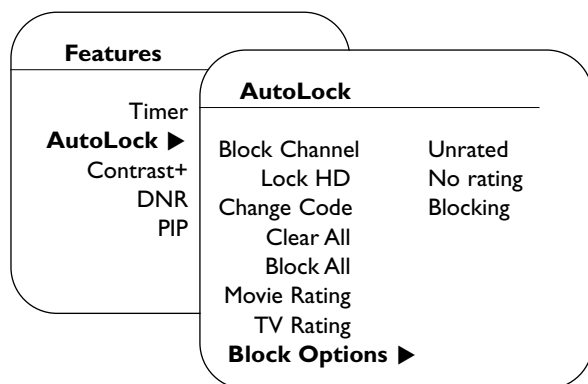 Features
Timer
AutoLock ▶
Contrast+
DNR
PIP
AutoLock
Block Channel
Lock HD
Change Code
Clear All
Block All
Movie Rating
TV Rating
Block Options ▶
Unrated
No rating
Blocking